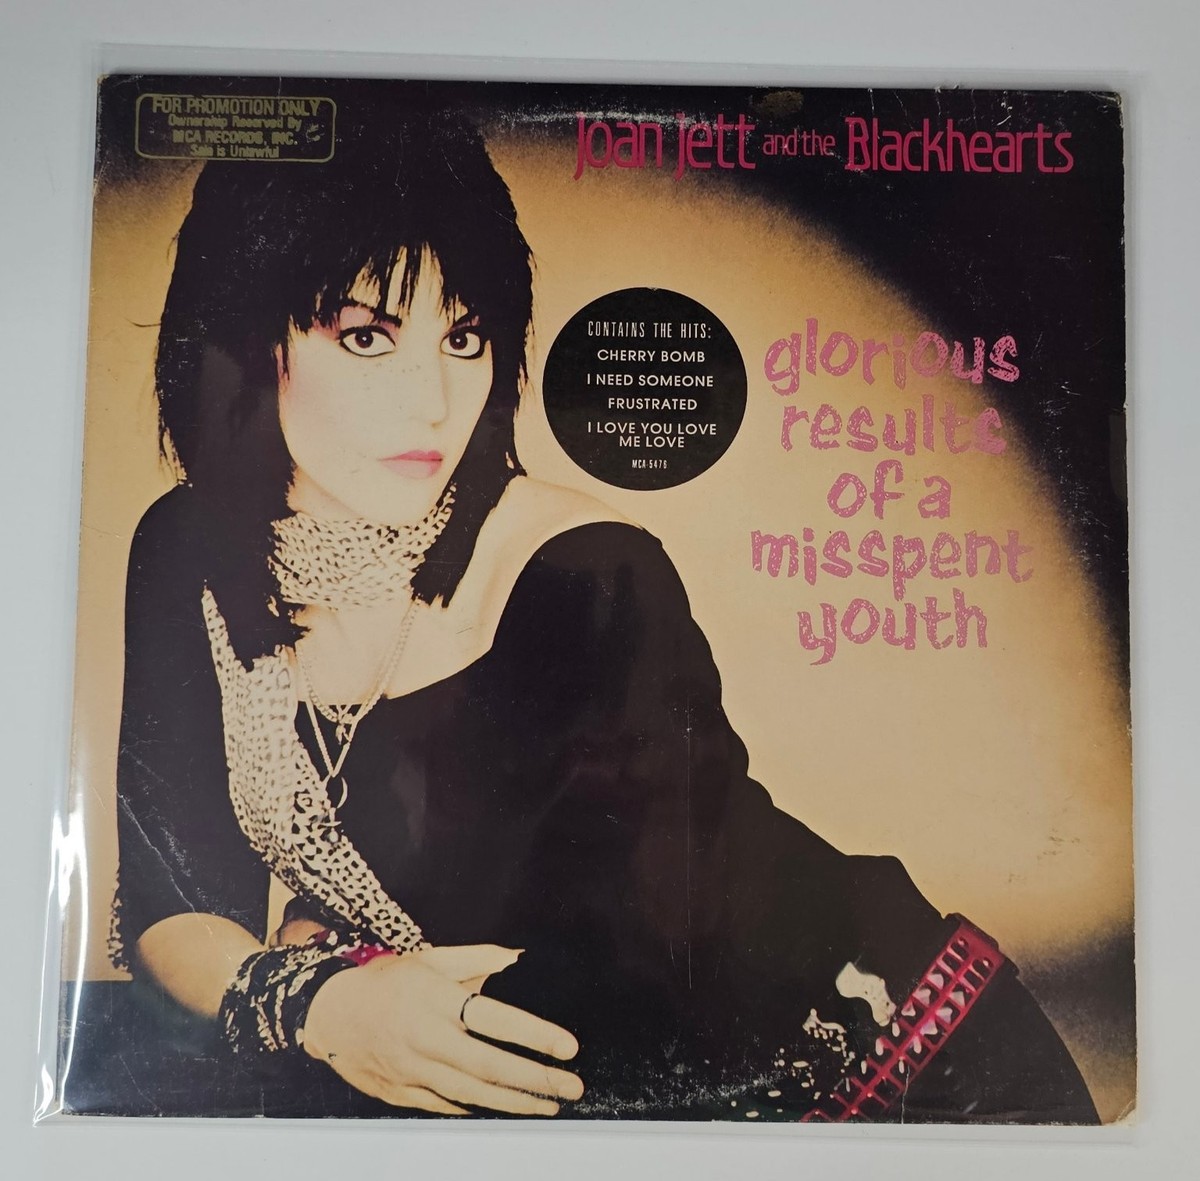 FOR PROMOTION ONLY
Ownership Reserved By
MCA RECORDS, INC.
Sale is Unlawful
Joan Jett and the Blackhearts
CONTAINS THE HITS:
CHERRY BOMB
I NEED SOMEONE
FRUSTRATED
I LOVE YOU LOVE
ME LOVE
MCA-5476
glorious
results
of a
misspent
youth